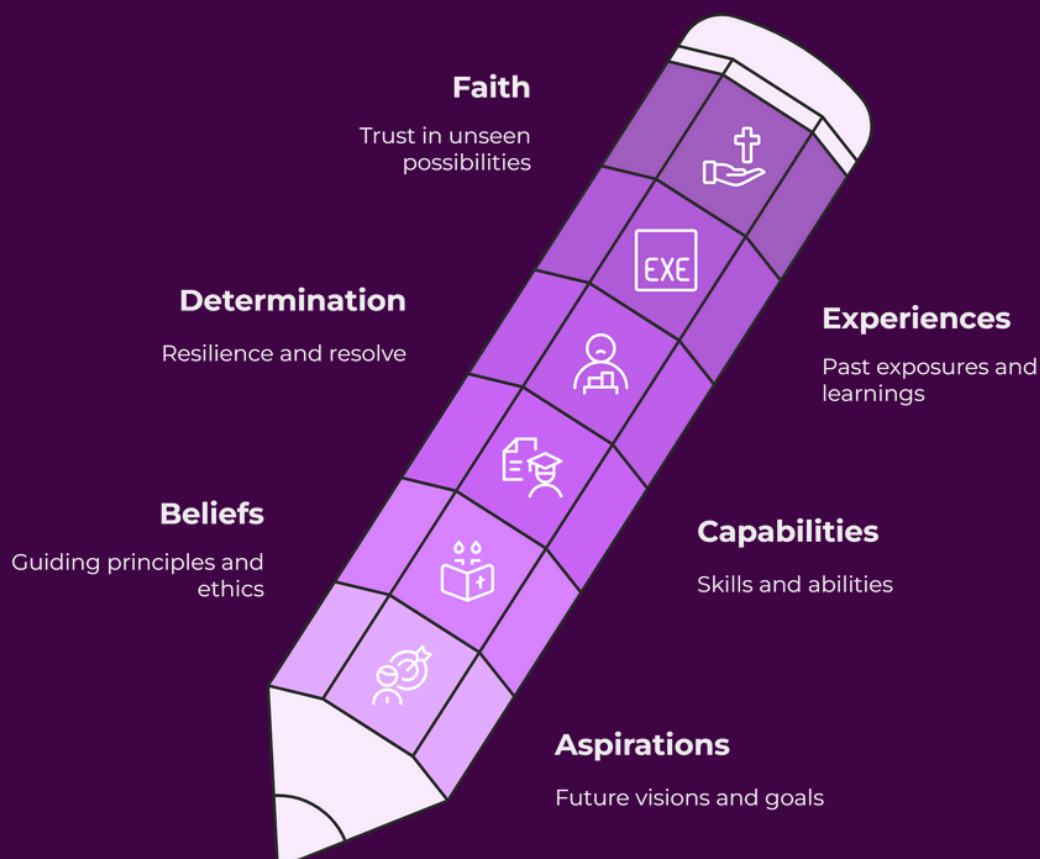 Faith
Trust in unseen
possibilities
EXE
Determination
Resilience and resolve
Experiences
Past exposures and
learnings
Beliefs
Guiding principles and
ethics
Capabilities
Skills and abilities
Aspirations
Future visions and goals